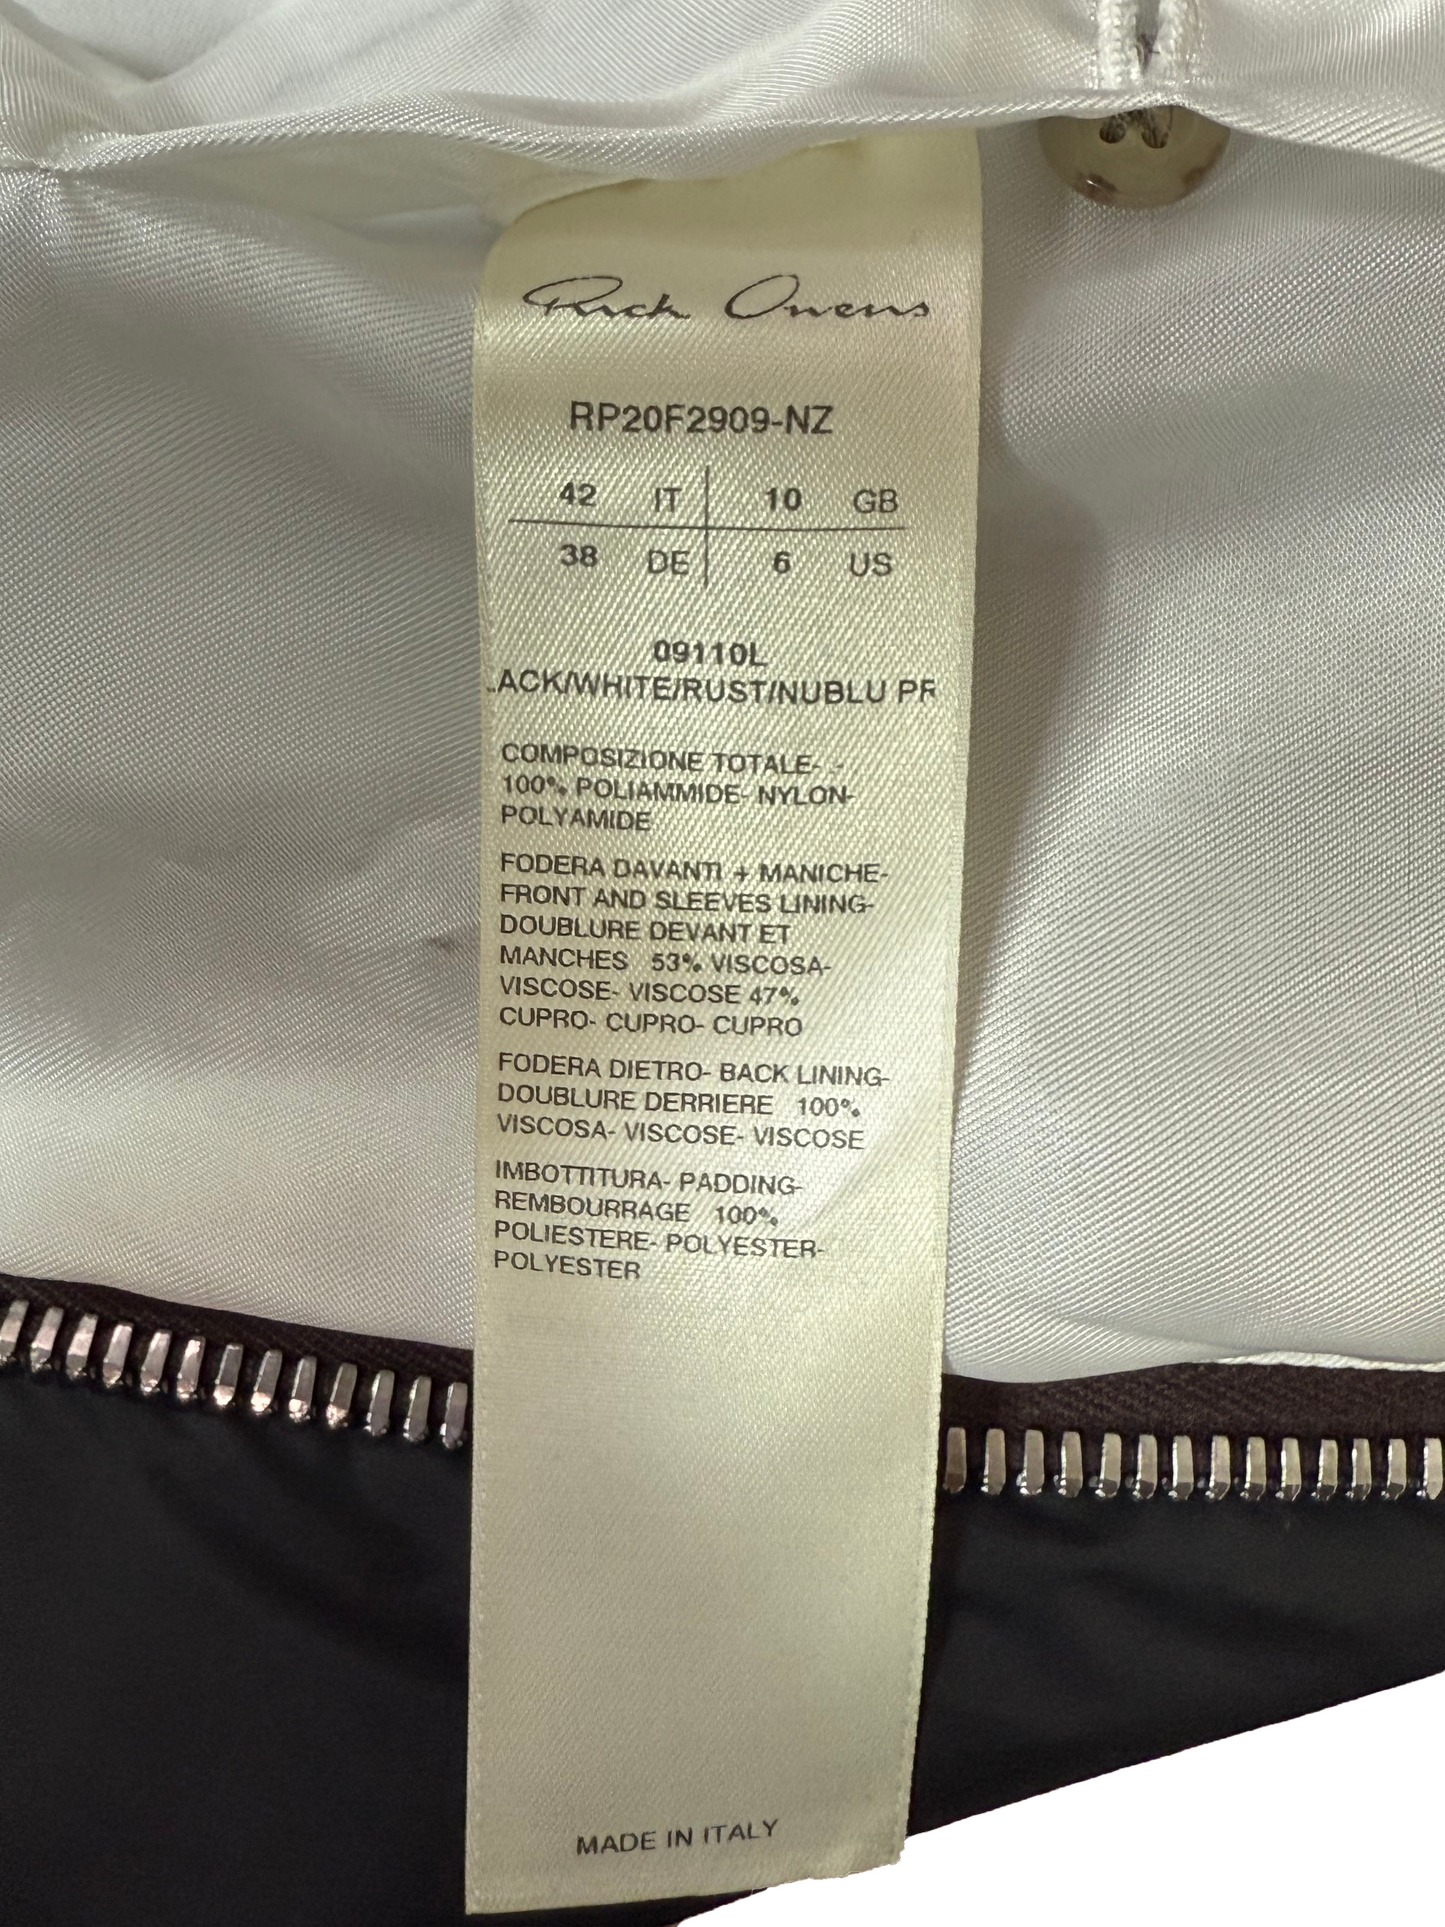 Rick Owens
RP20F2909-NZ
42 IT 10 GB
38 DE 6 US
09110L
ACK/WHITE/RUST/NUBLU PR
COMPOSIZIONE TOTALE- -
100% POLIAMMIDE- NYLON-
POLYAMIDE
FODERA DAVANTI + MANICHE-
FRONT AND SLEEVES LINING-
DOUBLURE DEVANT ET
MANCHES 53% VISCOSA-
VISCOSE- VISCOSE 47%
CUPRO- CUPRO- CUPRO
FODERA DIETRO- BACK LINING-
DOUBLURE DERRIERE 100%
VISCOSA- VISCOSE- VISCOSE
IMBOTTITURA- PADDING-
REMBOURRAGE 100%
POLIESTERE- POLYESTER-
POLYESTER
MADE IN ITALY